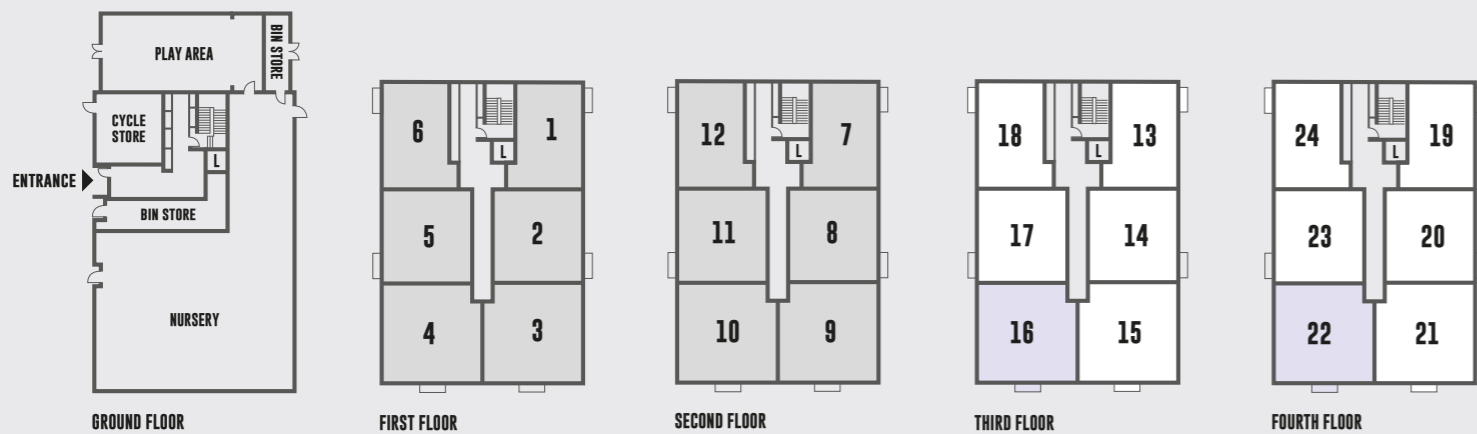 PLAY AREA
BIN STORE
CYCLE
STORE
L
ENTRANCE
BIN STORE
NURSERY
GROUND FLOOR
6
1
L
5
2
4
3
FIRST FLOOR
12
7
L
11
8
10
9
SECOND FLOOR
18
13
L
17
14
16
15
THIRD FLOOR
24
19
L
23
20
22
21
FOURTH FLOOR